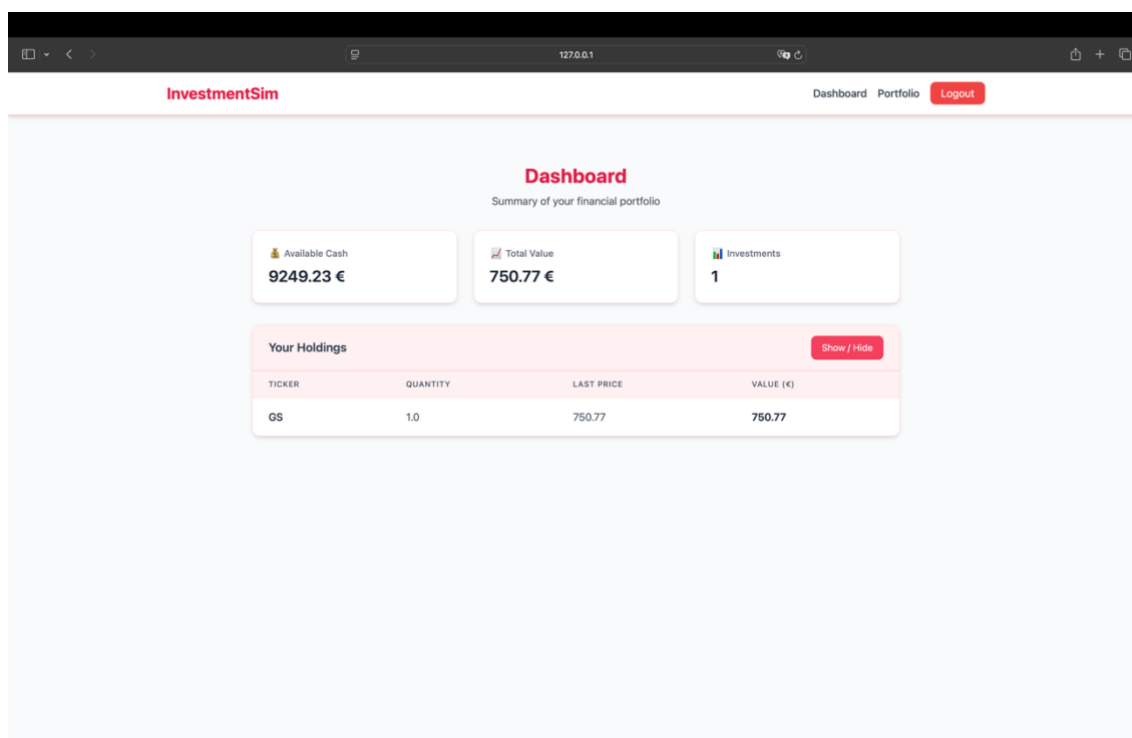 127.0.0.1
InvestmentSim Dashboard Portfolio Logout
Dashboard
Summary of your financial portfolio
Available Cash Total Value Investments
9249.23 € 750.77 € 1
Your Holdings Show / Hide
TICKER QUANTITY LAST PRICE VALUE (€)
GS 1.0 750.77 750.77